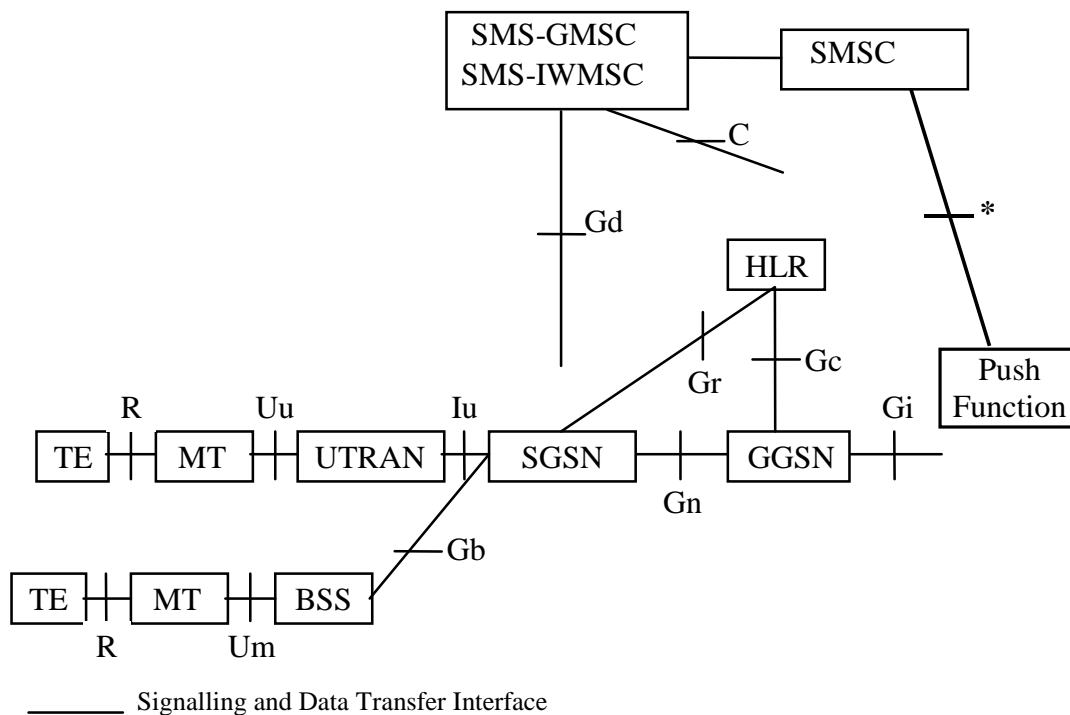 SMS-GMSC
SMS-IWMSC
SMSC
C
*
Gd
HLR
Gr
Gc
Push
Function
R
Uu
Iu
Gi
TE
MT
UTRAN
SGSN
GGSN
Gn
Gb
TE
MT
BSS
R
Um
Signalling and Data Transfer Interface